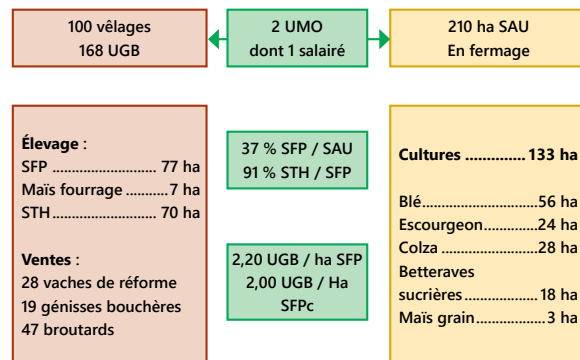 100 vêlages
168 UGB
2 UMO
dont 1 salairé
210 ha SAU
En fermage
Élevage :
SFP ........................... 77 ha
Maïs fourrage ...........7 ha
STH........................... 70 ha
Ventes :
28 vaches de réforme
19 génisses bouchères
47 broutards
37 % SFP / SAU
91 % STH / SFP
2,20 UGB / ha SFP
2,00 UGB / Ha
SFPc
Cultures ............... 133 ha
Blé.............................56 ha
Escourgeon..............24 ha
Colza ........................ 28 ha
Betteraves
sucrières ................... 18 ha
Maïs grain.................. 3 ha